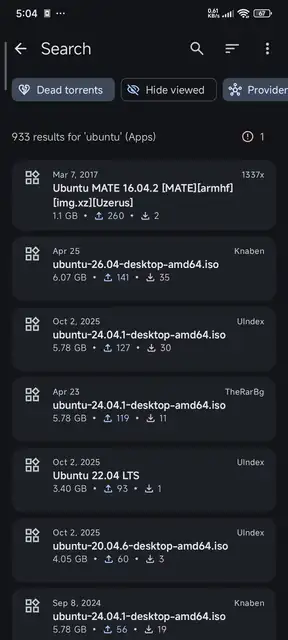 5:04
0.61
KB/s
67
Search
Dead torrents
Hide viewed
Provider
933 results for 'ubuntu' (Apps)
1
Mar 7, 2017
1337x
Ubuntu MATE 16.04.2 [MATE][armhf]
[img.xz][Uzerus]
1.1 GB • 260 • 2
Apr 25
Knaben
ubuntu-26.04-desktop-amd64.iso
6.07 GB • 141 • 35
Oct 2, 2025
UIndex
ubuntu-24.04.1-desktop-amd64.iso
5.78 GB • 127 • 30
Apr 23
TheRarBg
ubuntu-24.04.1-desktop-amd64.iso
5.78 GB • 119 • 11
Oct 2, 2025
UIndex
Ubuntu 22.04 LTS
3.40 GB • 93 • 1
Oct 2, 2025
UIndex
ubuntu-20.04.6-desktop-amd64.iso
4.05 GB • 60 • 3
Sep 8, 2024
Knaben
ubuntu-24.04.1-desktop-amd64.iso
5.78 GB • 56 • 19